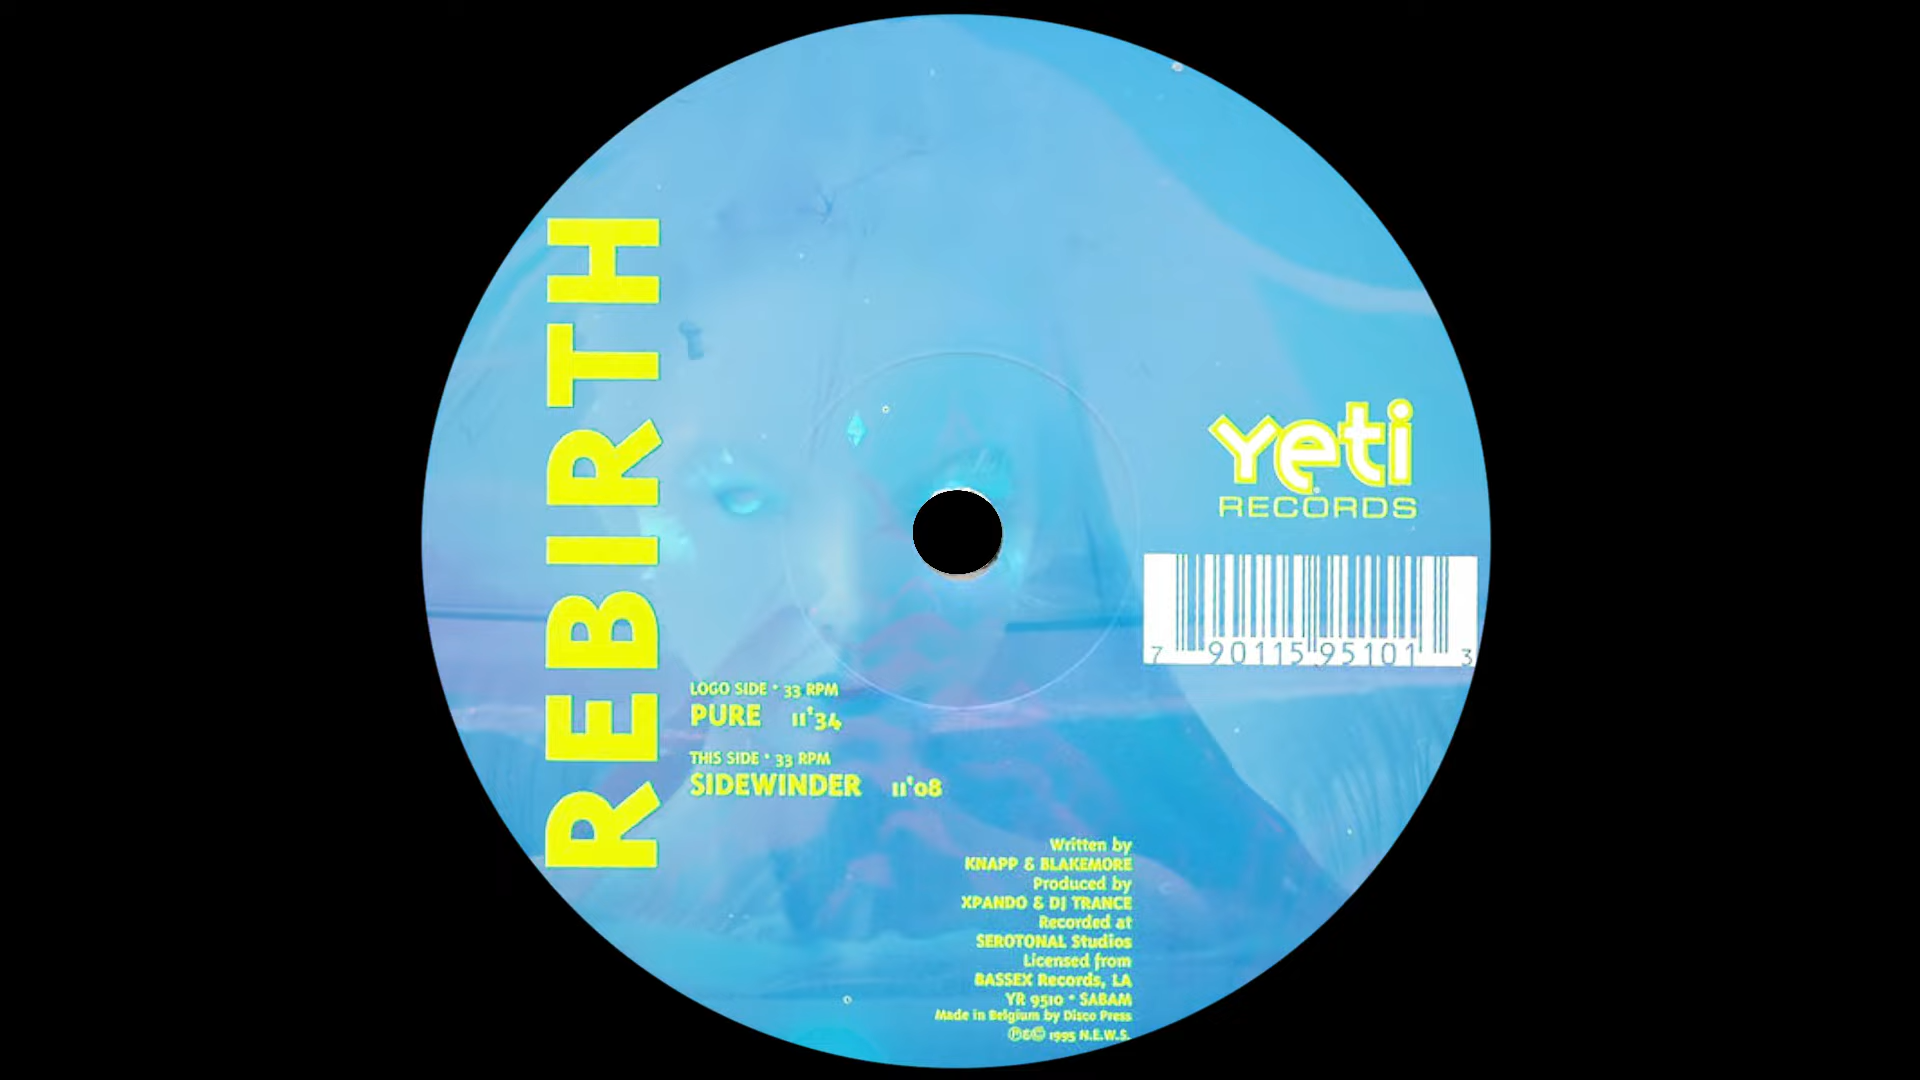 REBIRTH
Yeti
RECORDS
7 90115 95101 3
LOGO SIDE • 33 RPM
PURE 11'34
THIS SIDE • 33 RPM
SIDEWINDER 11'08
Written by
KNAPP & BLAKEMORE
Produced by
XPANDO & DJ TRANCE
Recorded at
SEROTONAL Studios
Licensed from
BASSEX Records, LA
YR 9510 • SABAM
Made in Belgium by Disco Press
℗&© 1995 N.E.W.S.